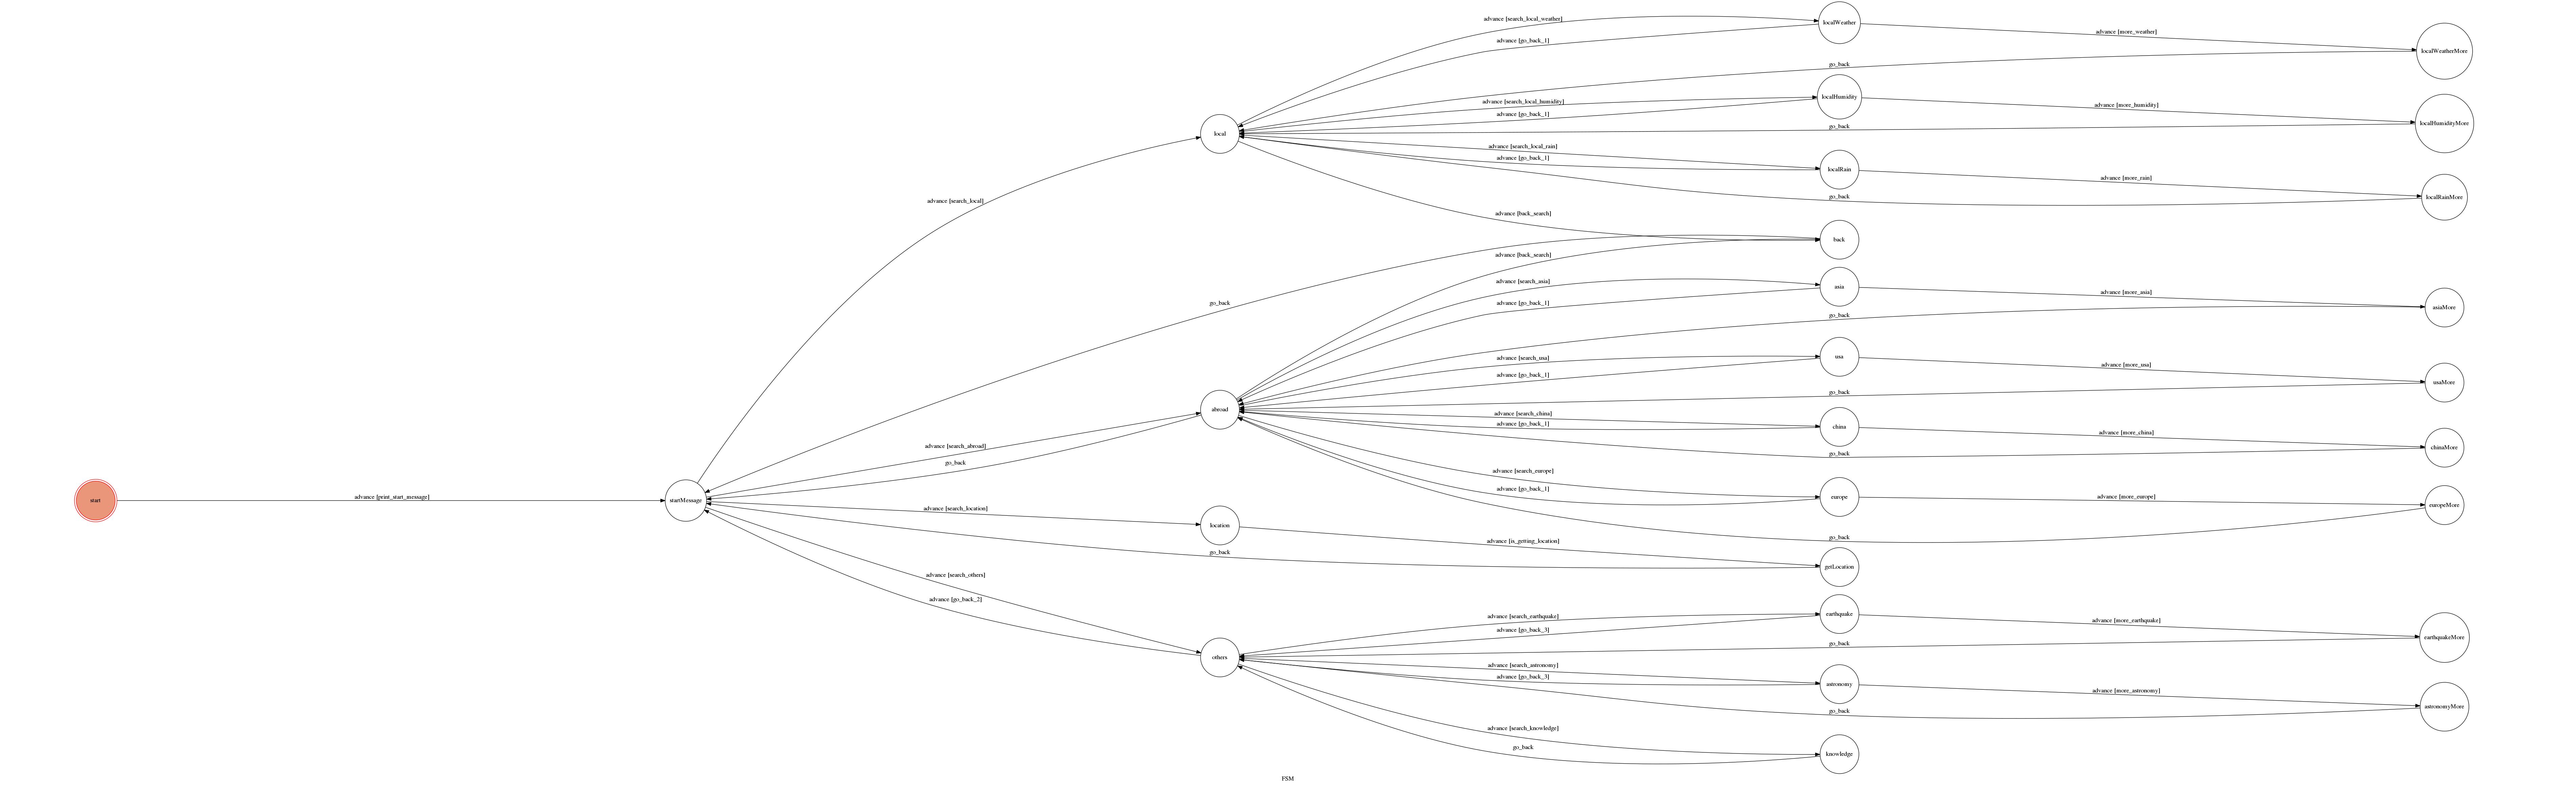 advance [search_local_weather]
localWeather
advance [more_weather]
advance [go_back_1]
localWeatherMore
go_back
localHumidity
advance [search_local_humidity]
advance [more_humidity]
advance [go_back_1]
localHumidityMore
go_back
local
advance [search_local_rain]
advance [go_back_1]
localRain
advance [more_rain]
localRainMore
go_back
advance [search_local]
advance [back_search]
back
advance [back_search]
advance [search_asia]
asia
advance [more_asia]
advance [go_back_1]
asiaMore
go_back
go_back
advance [search_usa]
usa
advance [more_usa]
advance [go_back_1]
usaMore
go_back
abroad
advance [search_china]
advance [go_back_1]
china
advance [more_china]
chinaMore
go_back
advance [search_abroad]
go_back
advance [search_europe]
advance [go_back_1]
europe
advance [more_europe]
europeMore
go_back
start
advance [print_start_message]
startMessage
advance [search_location]
location
advance [is_getting_location]
go_back
getLocation
advance [search_others]
advance [go_back_2]
advance [search_earthquake]
earthquake
advance [more_earthquake]
advance [go_back_3]
earthquakeMore
go_back
others
advance [search_astronomy]
advance [go_back_3]
astronomy
advance [more_astronomy]
astronomyMore
go_back
advance [search_knowledge]
go_back
knowledge
FSM